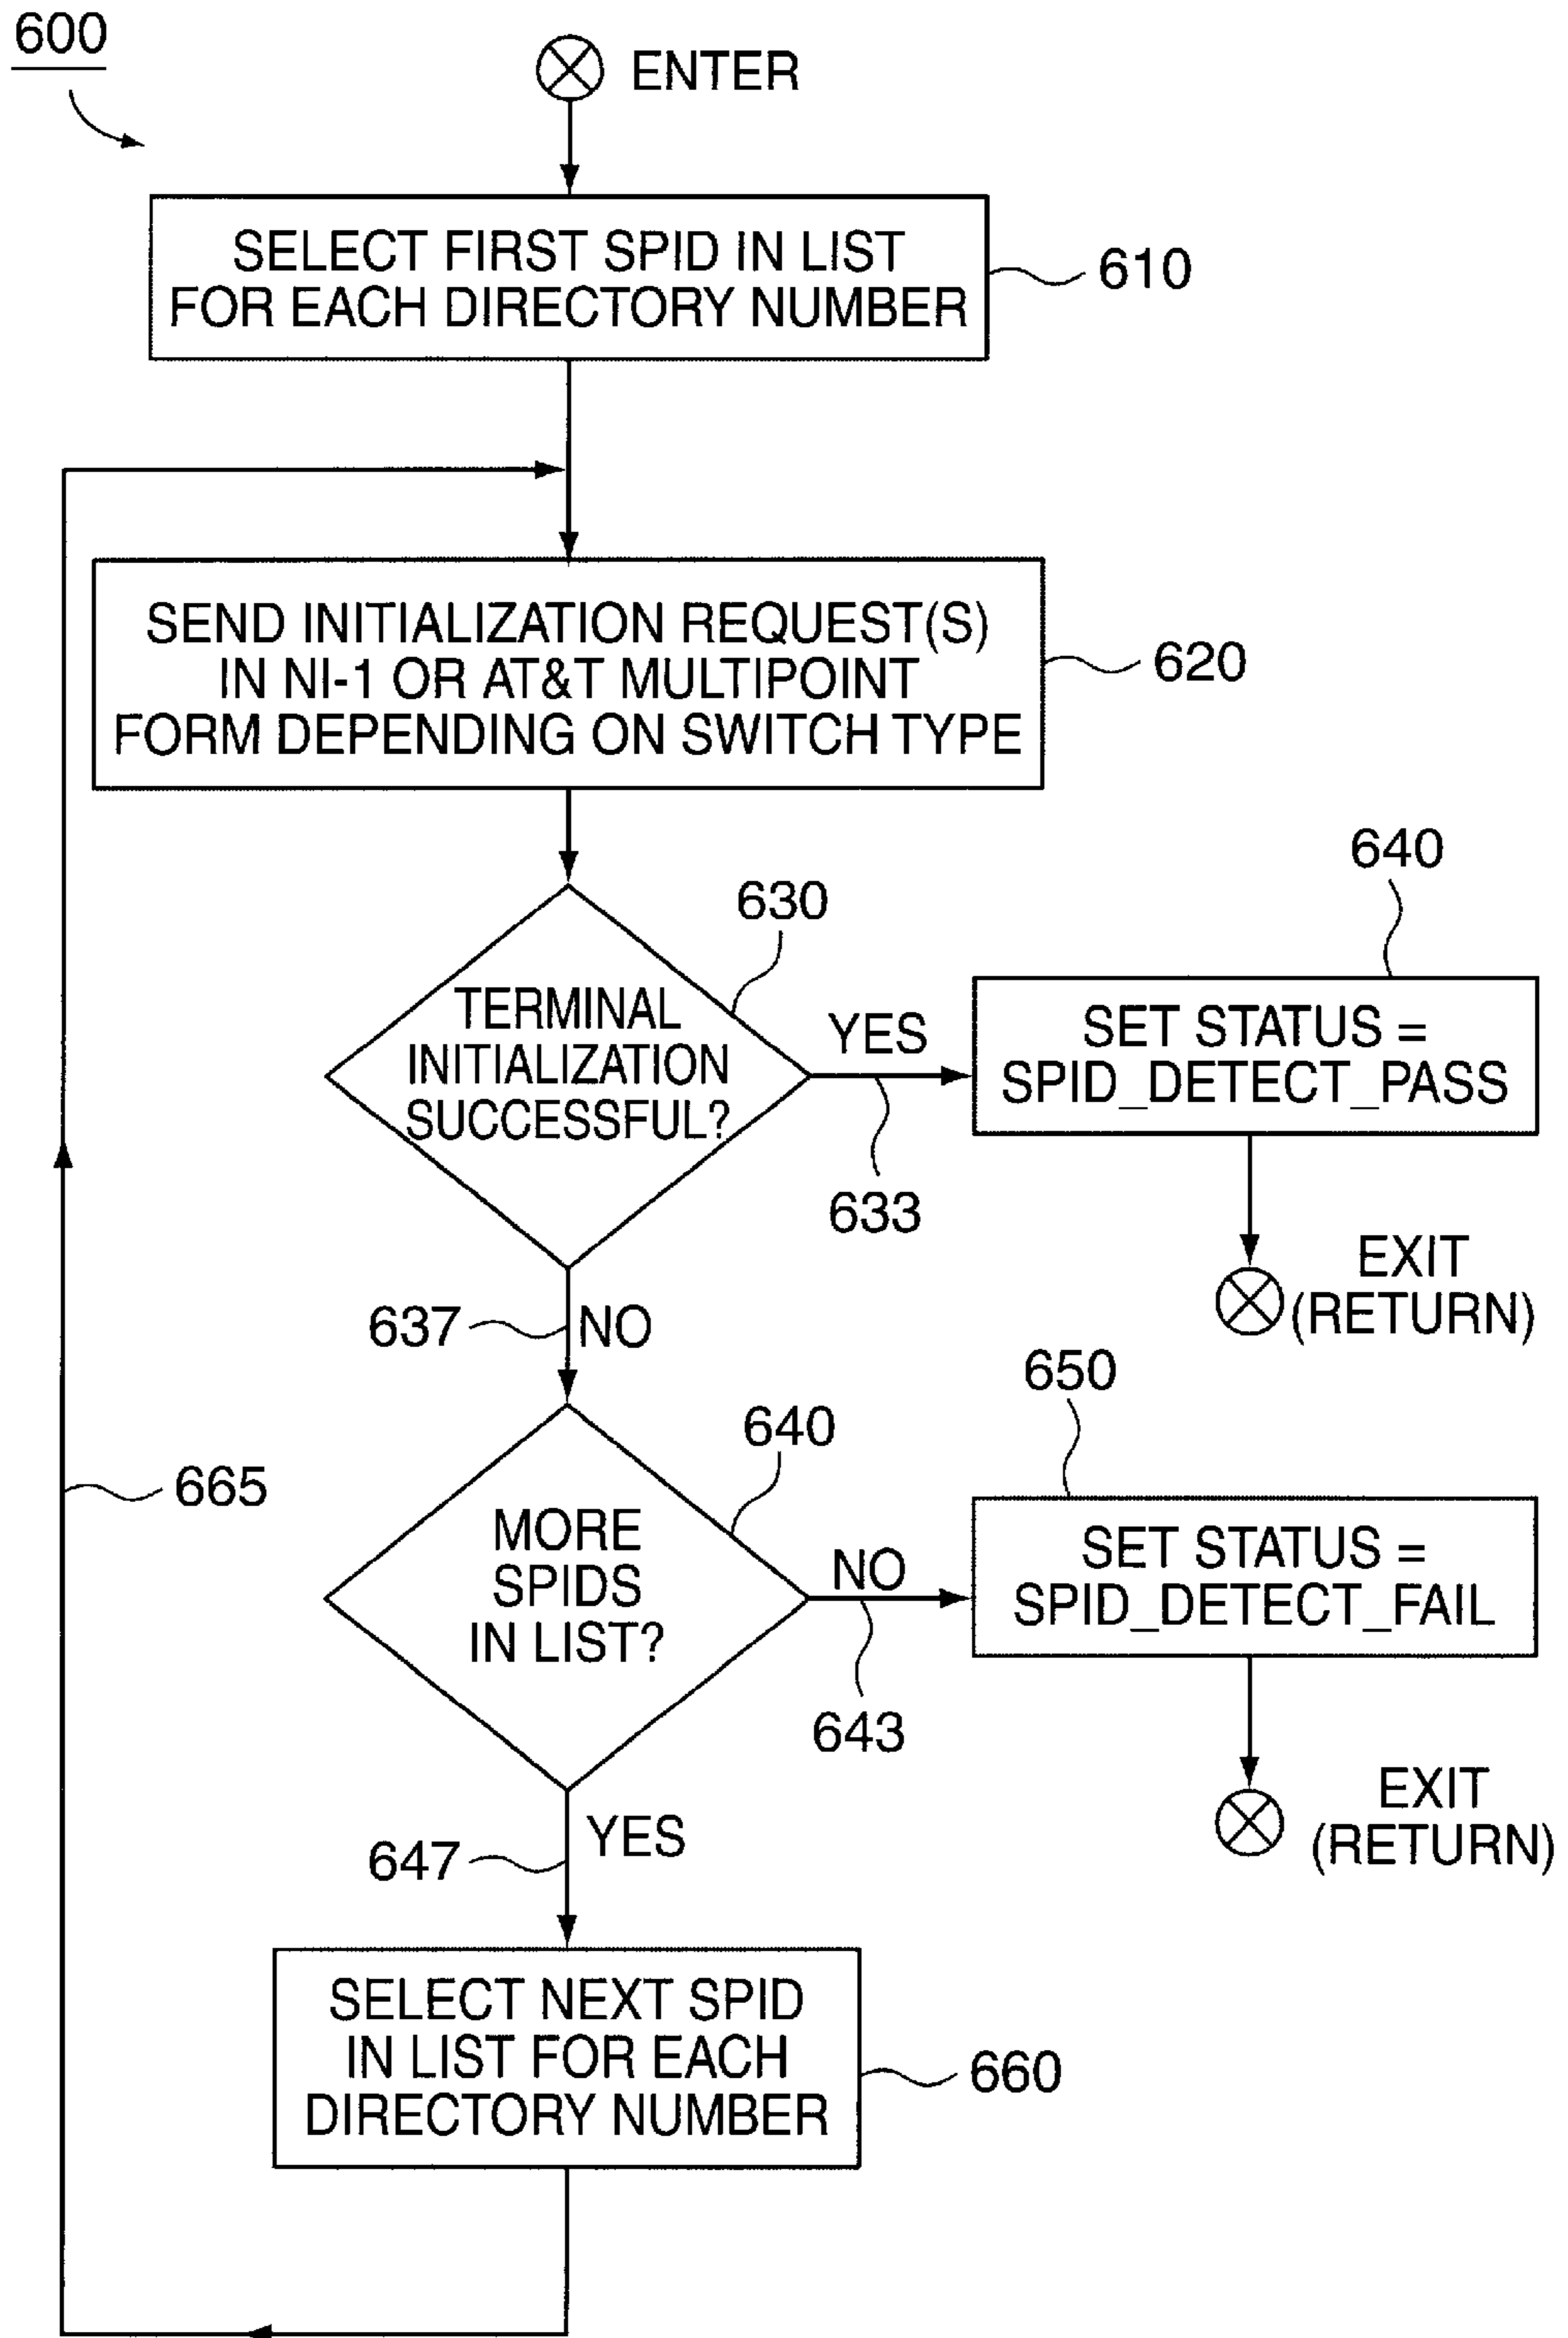 600
ENTER
SELECT FIRST SPID IN LIST
FOR EACH DIRECTORY NUMBER
610
SEND INITIALIZATION REQUEST(S)
IN NI-1 OR AT&T MULTIPOINT
FORM DEPENDING ON SWITCH TYPE
620
630
TERMINAL
INITIALIZATION
SUCCESSFUL?
YES
633
640
SET STATUS =
SPID_DETECT_PASS
EXIT
(RETURN)
637
NO
640
MORE
SPIDS
IN LIST?
NO
643
650
SET STATUS =
SPID_DETECT_FAIL
EXIT
(RETURN)
665
647
YES
SELECT NEXT SPID
IN LIST FOR EACH
DIRECTORY NUMBER
660